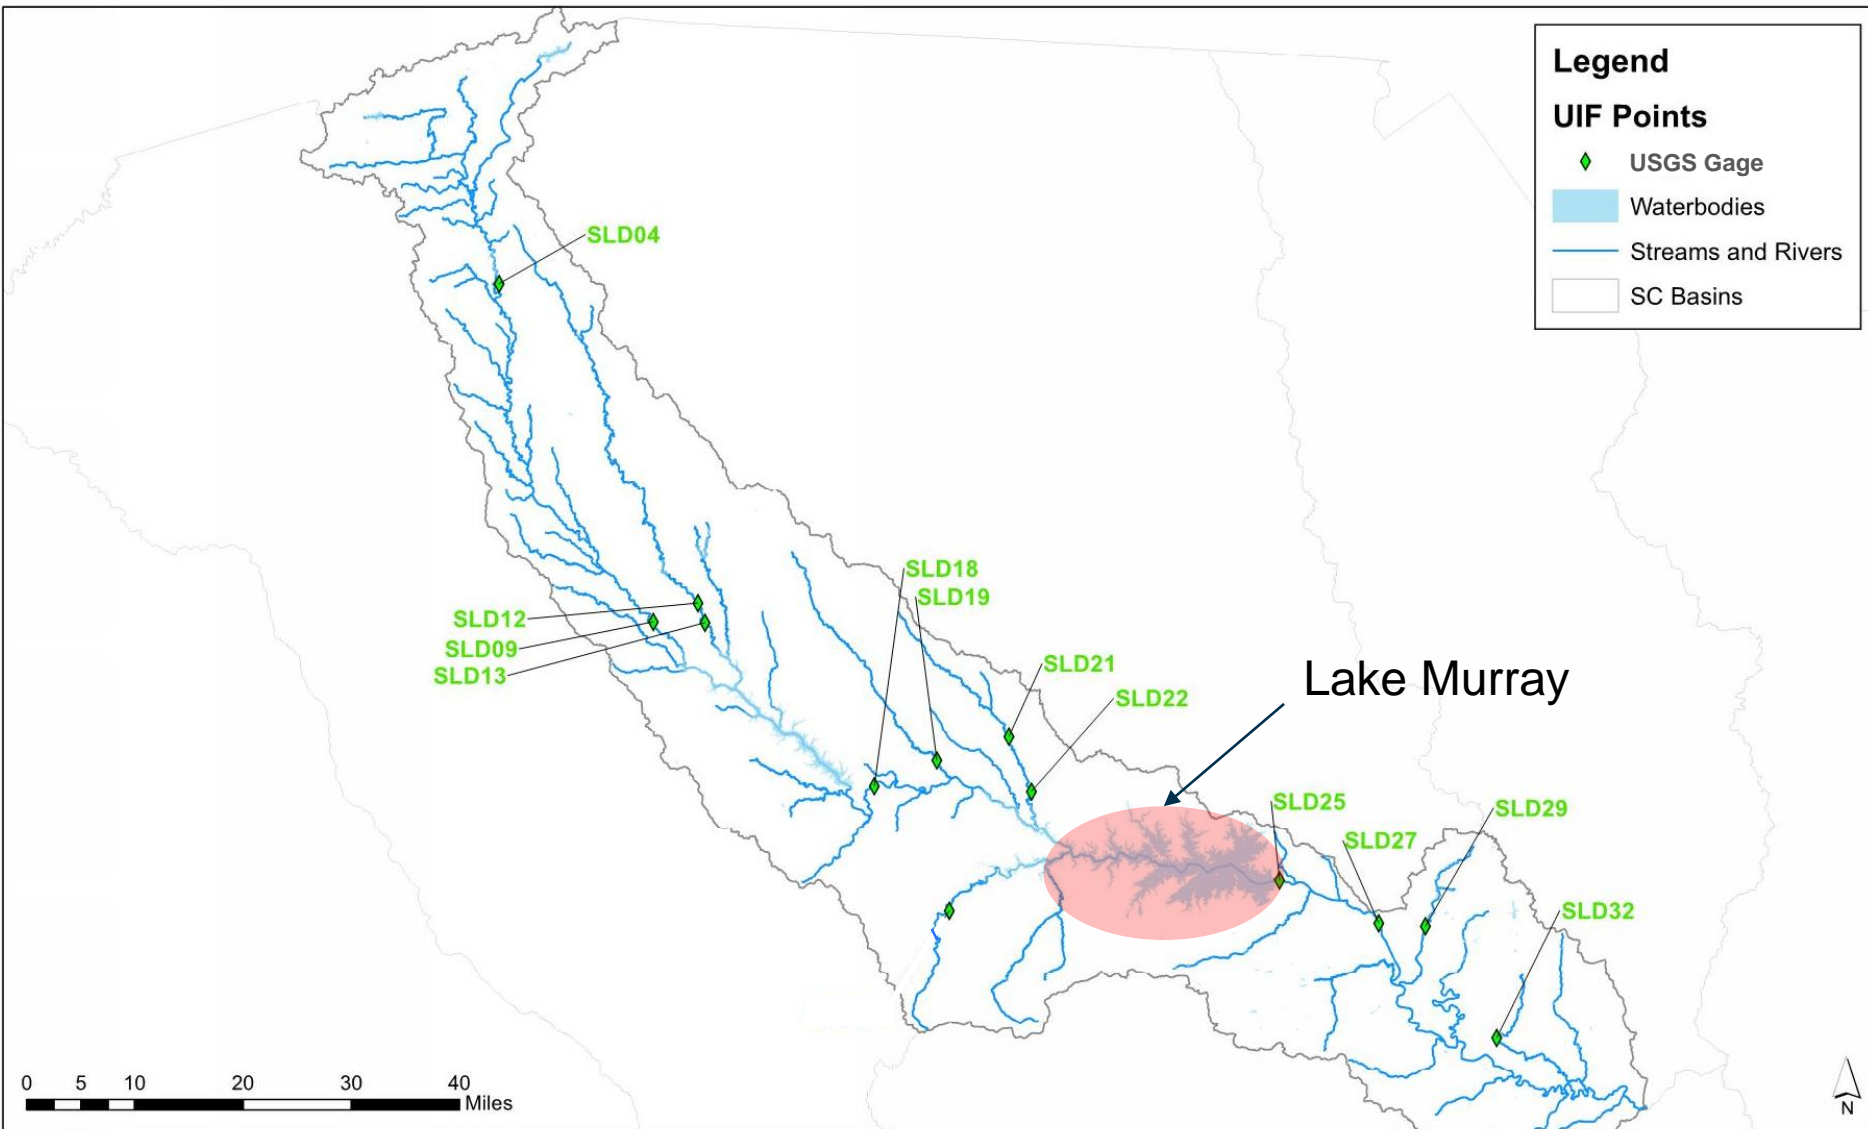 Legend
UIF Points
USGS Gage
Waterbodies
Streams and Rivers
SC Basins
SLD04
SLD18
SLD19
SLD12
SLD09
SLD13
SLD21
SLD22
Lake Murray
SLD25
SLD27
SLD29
SLD32
0 5 10 20 30 40
Miles
N